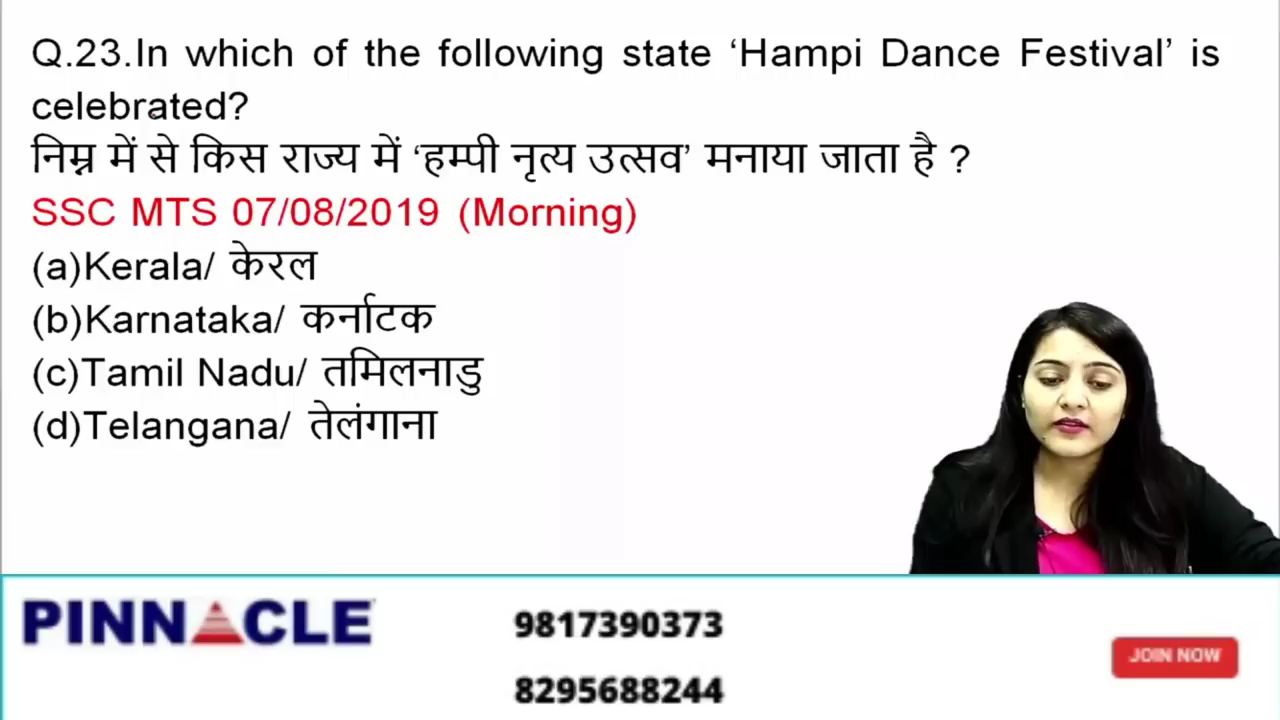 Q.23.In which of the following state ‘Hampi Dance Festival’ is
celebrated?
निम्न में से किस राज्य में ‘हम्पी नृत्य उत्सव’ मनाया जाता है ?
SSC MTS 07/08/2019 (Morning)
(a)Kerala/ केरल
(b)Karnataka/ कर्नाटक
(c)Tamil Nadu/ तमिलनाडु
(d)Telangana/ तेलंगाना
PINNACLE
9817390373
8295688244
JOIN NOW